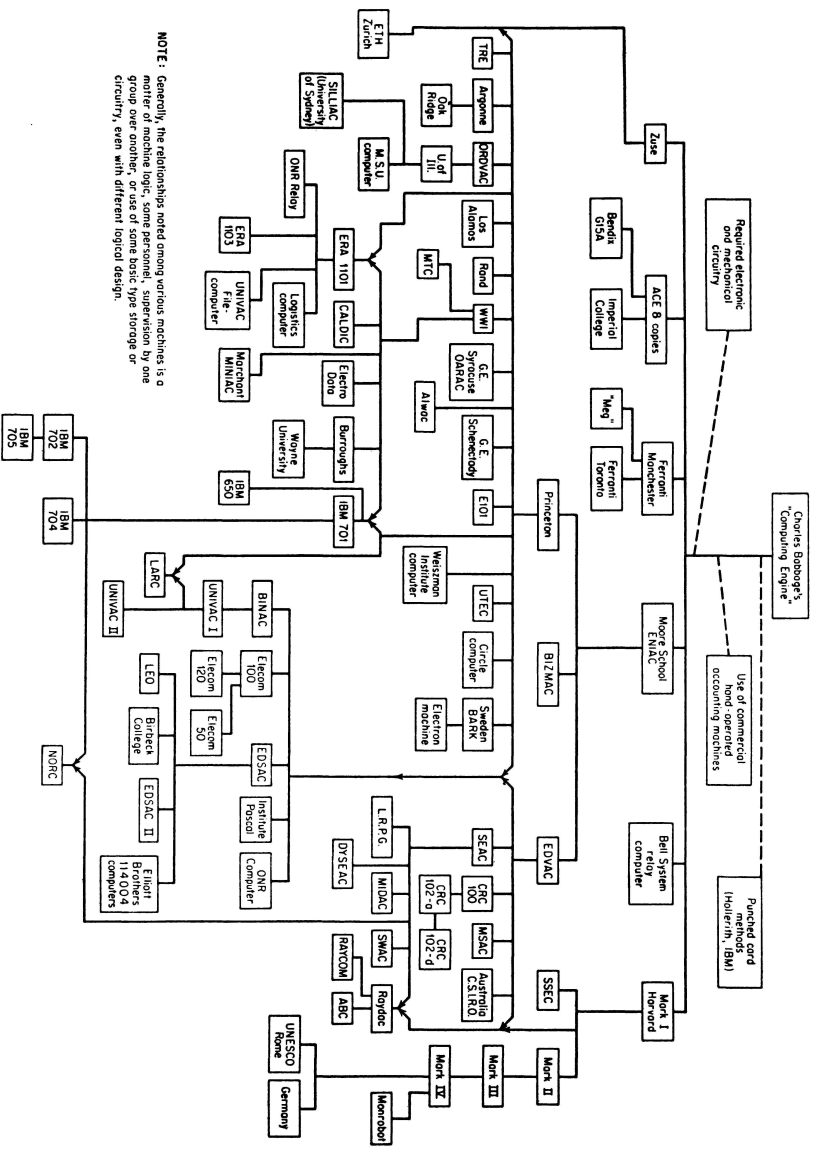 Charles Babbage's
"Computing Engine"
Required electronic
and mechanical
circuitry
Use of commercial
hand-operated
accounting machines
Punched card
methods
(Hollerith, IBM)
Zuse
ACE 8 copies
Bendix
G15A
Imperial
College
Ferranti
Manchester
"Meg"
Ferranti
Toronto
Moore School
ENIAC
Bell System
relay
computer
Mark I
Harvard
Princeton
BIZMAC
EDVAC
SSEC
Mark II
Mark III
Mark IV
Monrobot
UNESCO
Rome
Germany
ETH
Zurich
TRE
Argonne
Oak
Ridge
ORDVAC
U. of
Ill.
M.S.U.
computer
SILLIAC
(University
of Sydney)
Los
Alamos
Rand
WWI
MTC
G.E.
Syracuse
OARAC
Alwac
G.E.
Schenectady
E101
Weiszman
Institute
computer
UTEC
Circle
computer
Sweden
BARK
Electron
machine
SEAC
CRC
100
CRC
102-a
CRC
102-d
MSAC
Australia
C.S.I.R.O.
L.R.P.G.
DYSEAC
MIDAC
SWAC
Raydac
RAYCOM
ABC
ERA 1101
ONR Relay
ERA
1103
UNIVAC
File-
computer
Logistics
computer
CALDIC
Marchant
MINIAC
Electro
Data
Burroughs
Wayne
University
IBM
650
IBM 701
IBM
704
IBM
702
IBM
705
LARC
BINAC
UNIVAC I
UNIVAC II
Elecom
100
Elecom
120
Elecom
50
EDSAC
Institute
Pascal
ONR
Computer
LEO
Birbeck
College
EDSAC II
Elliott
Brothers
114004
computers
NORC
NOTE: Generally, the relationships noted among various machines is a
matter of machine logic, some personnel, supervision by one
group over another, or use of some basic type storage or
circuitry, even with different logical design.